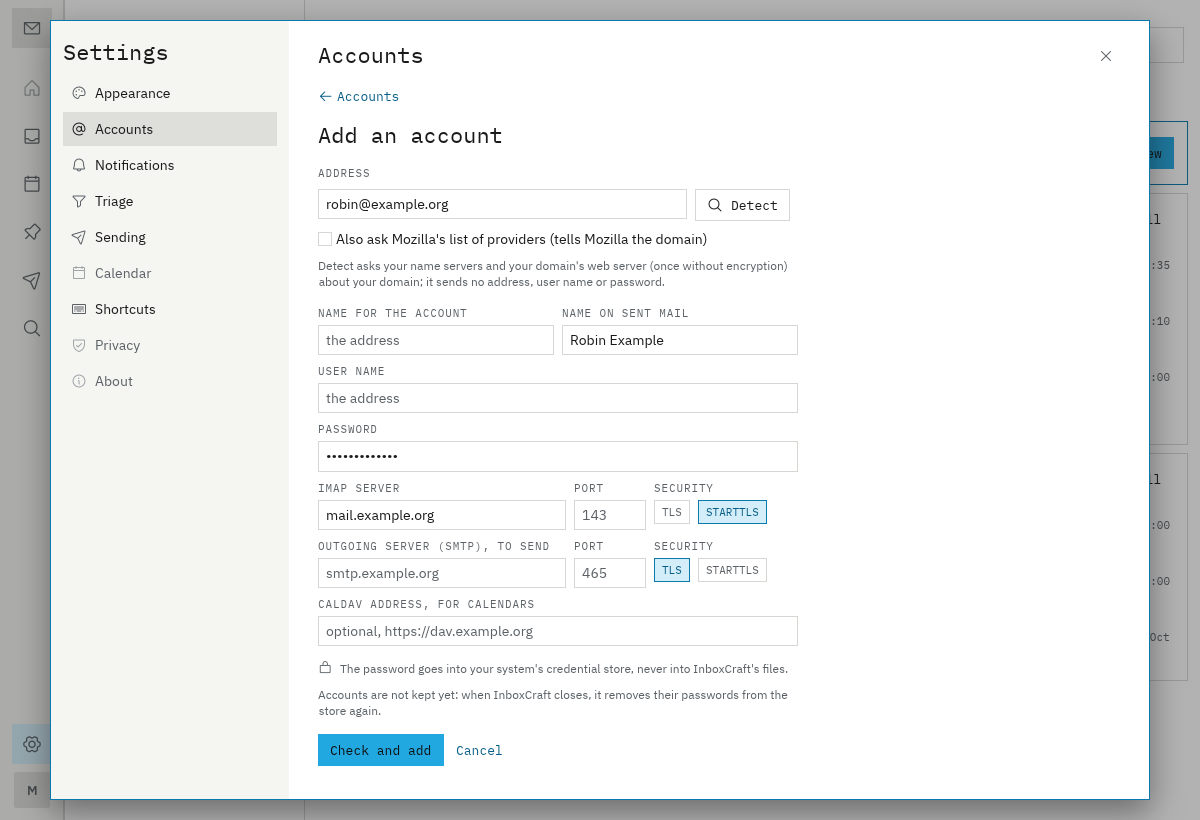 Settings
Appearance
Accounts
Notifications
Triage
Sending
Calendar
Shortcuts
Privacy
About
M
Accounts
← Accounts
Add an account
ADDRESS
robin@example.org
Detect
Also ask Mozilla's list of providers (tells Mozilla the domain)
Detect asks your name servers and your domain's web server (once without encryption)
about your domain; it sends no address, user name or password.
NAME FOR THE ACCOUNT NAME ON SENT MAIL
the address Robin Example
USER NAME
the address
PASSWORD
•••••••••••••
IMAP SERVER PORT SECURITY
mail.example.org 143 TLS STARTTLS
OUTGOING SERVER (SMTP), TO SEND PORT SECURITY
smtp.example.org 465 TLS STARTTLS
CALDAV ADDRESS, FOR CALENDARS
optional, https://dav.example.org
The password goes into your system's credential store, never into InboxCraft's files.
Accounts are not kept yet: when InboxCraft closes, it removes their passwords from the
store again.
Check and add Cancel
:35
:10
:00
:00
:00
Oct